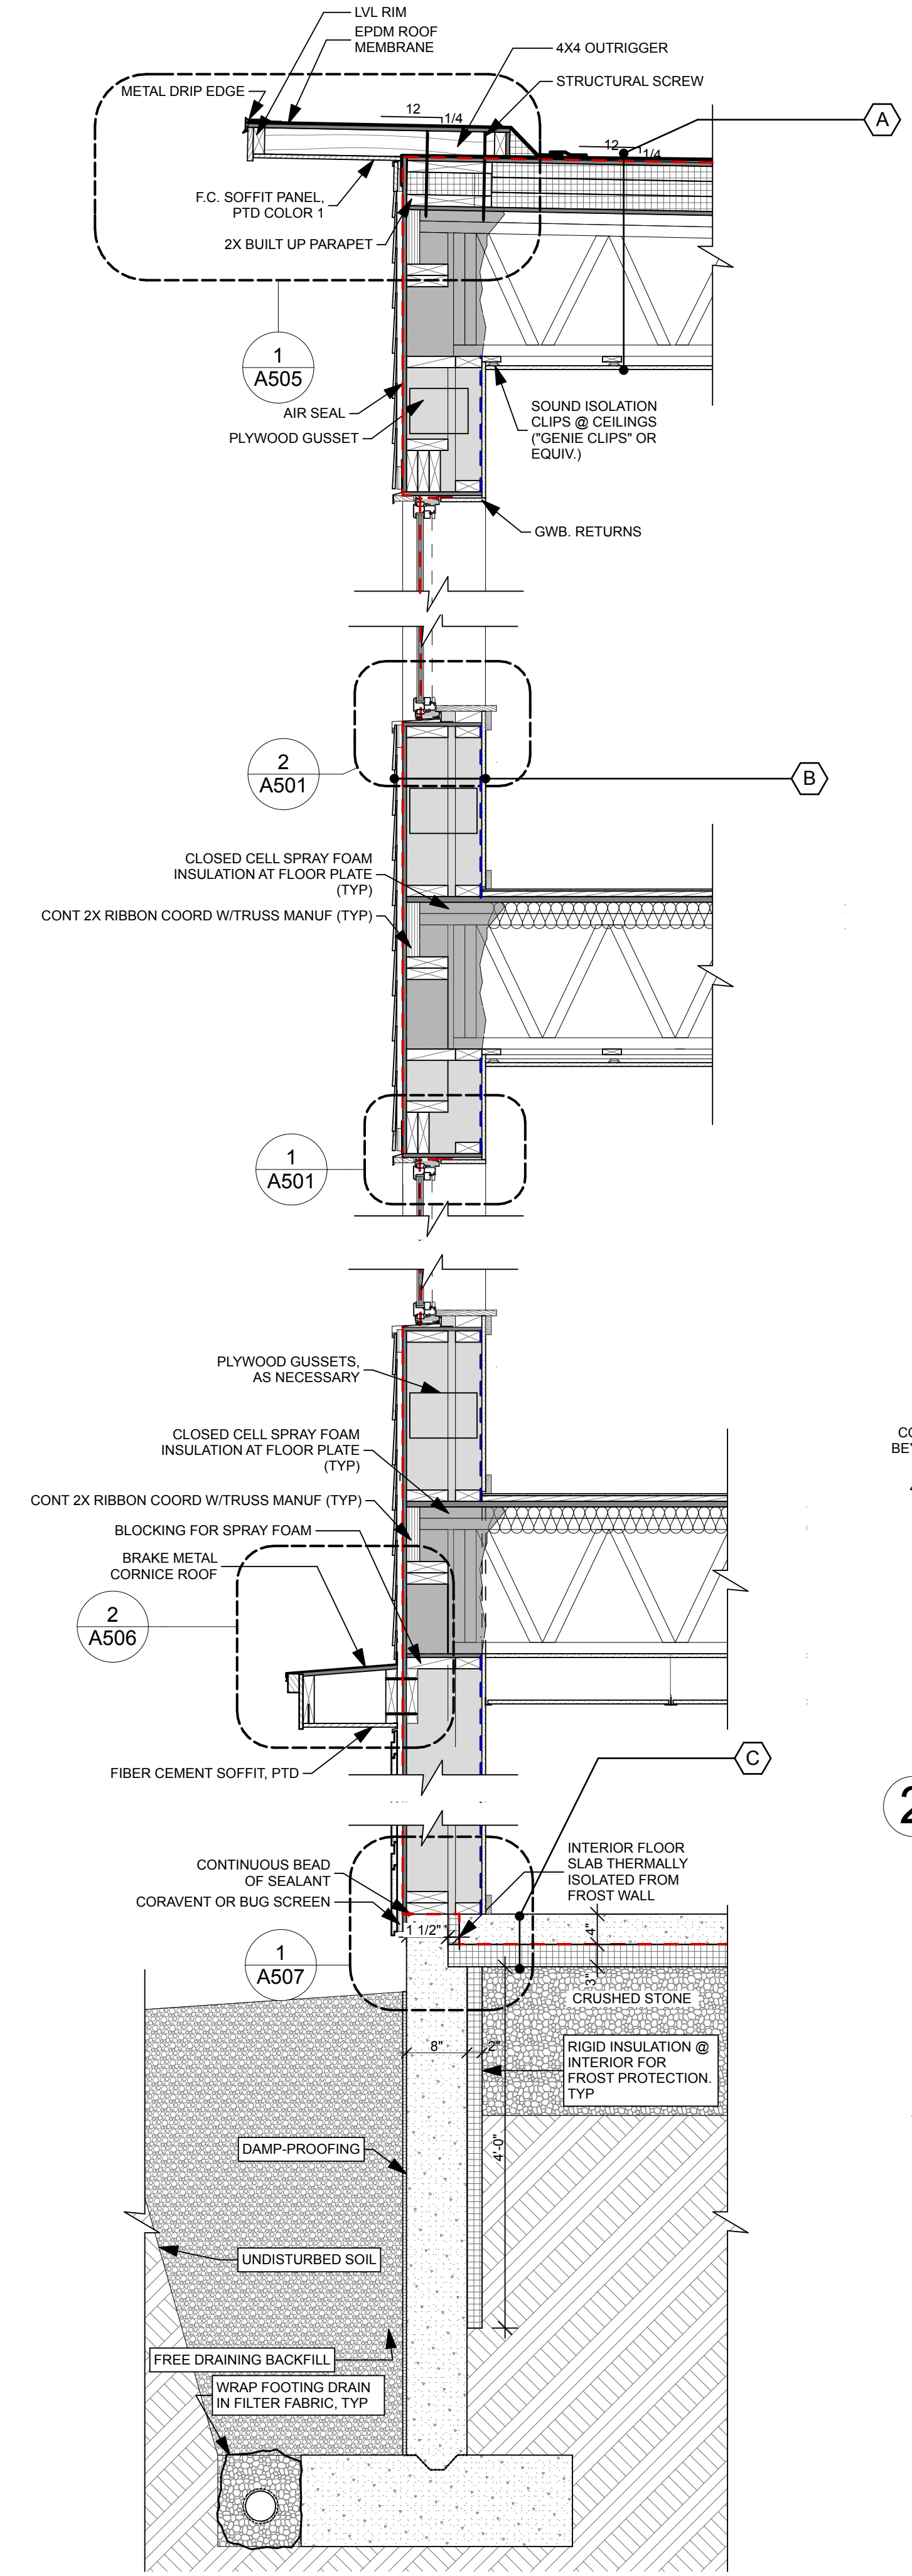 LVL RIM
EPDM ROOF
MEMBRANE
4X4 OUTRIGGER
STRUCTURAL SCREW
METAL DRIP EDGE
12
1/4
A
12
1/4
F.C. SOFFIT PANEL,
PTD COLOR 1
2X BUILT UP PARAPET
1
A505
AIR SEAL
PLYWOOD GUSSET
SOUND ISOLATION
CLIPS @ CEILINGS
("GENIE CLIPS" OR
EQUIV.)
GWB. RETURNS
2
A501
B
CLOSED CELL SPRAY FOAM
INSULATION AT FLOOR PLATE
(TYP)
CONT 2X RIBBON COORD W/TRUSS MANUF (TYP)
1
A501
PLYWOOD GUSSETS,
AS NECESSARY
CLOSED CELL SPRAY FOAM
INSULATION AT FLOOR PLATE
(TYP)
CONT 2X RIBBON COORD W/TRUSS MANUF (TYP)
BLOCKING FOR SPRAY FOAM
BRAKE METAL
CORNICE ROOF
2
A506
FIBER CEMENT SOFFIT, PTD
C
2
CONTINUOUS BEAD
OF SEALANT
CORAVENT OR BUG SCREEN
INTERIOR FLOOR
SLAB THERMALLY
ISOLATED FROM
FROST WALL
1 1/2"
4"
1
A507
3"
CRUSHED STONE
8"
2"
RIGID INSULATION @
INTERIOR FOR
FROST PROTECTION.
TYP
4'-0"
DAMP-PROOFING
UNDISTURBED SOIL
FREE DRAINING BACKFILL
WRAP FOOTING DRAIN
IN FILTER FABRIC, TYP